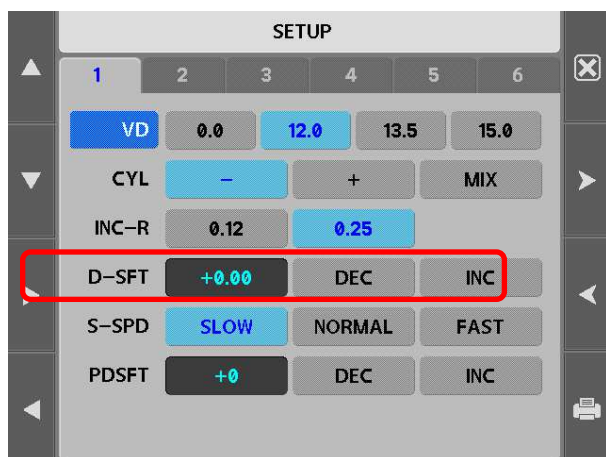 SETUP
1 2 3 4 5 6
VD 0.0 12.0 13.5 15.0
CYL - + MIX
INC-R 0.12 0.25
D-SFT +0.00 DEC INC
S-SPD SLOW NORMAL FAST
PDSFT +0 DEC INC